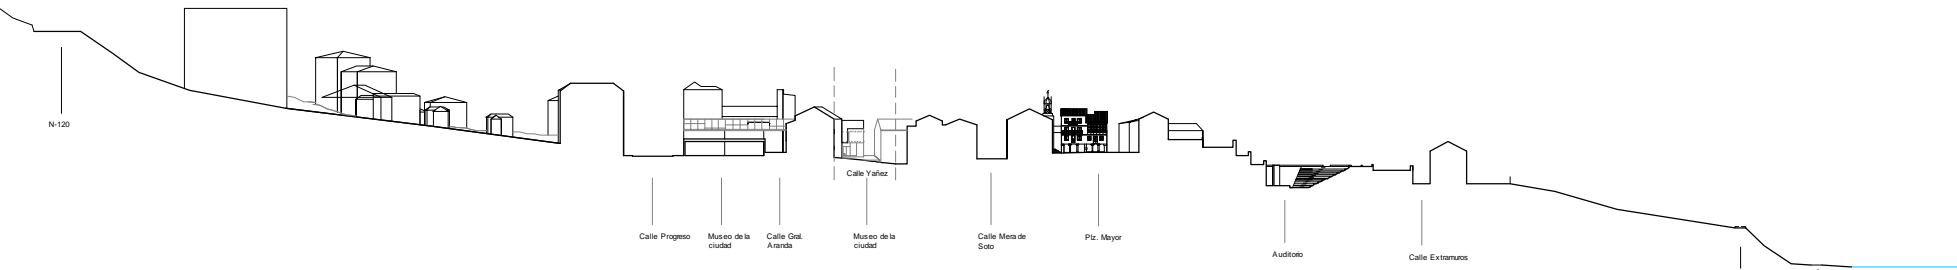 N-120
Calle Yañez
Calle Progreso
Museo de la
ciudad
Calle Gral.
Aranda
Museo de la
ciudad
Calle Mera de
Soto
Plz. Mayor
Auditorio
Calle Extramuros